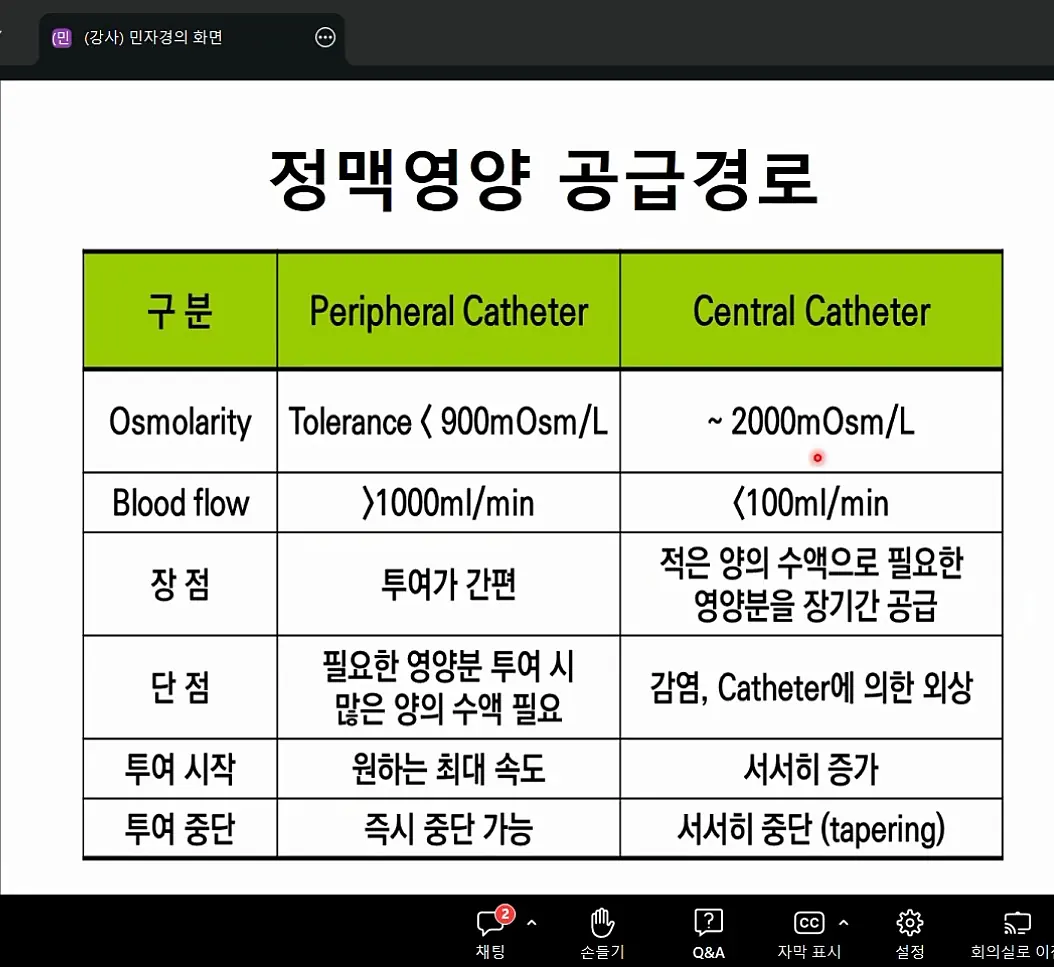 (민 (강사) 민자경의 화면
정맥영양 공급경로
구 분 Peripheral Catheter Central Catheter
Osmolarity Tolerance < 900mOsm/L ~ 2000mOsm/L
Blood flow >1000ml/min <100ml/min
장 점 투여가 간편 적은 양의 수액으로 필요한
영양분을 장기간 공급
단 점 필요한 영양분 투여 시
많은 양의 수액 필요 감염, Catheter에 의한 외상
투여 시작 원하는 최대 속도 서서히 증가
투여 중단 즉시 중단 가능 서서히 중단 (tapering)
2 CC
채팅 손들기 Q&A 자막 표시 설정 회의실로